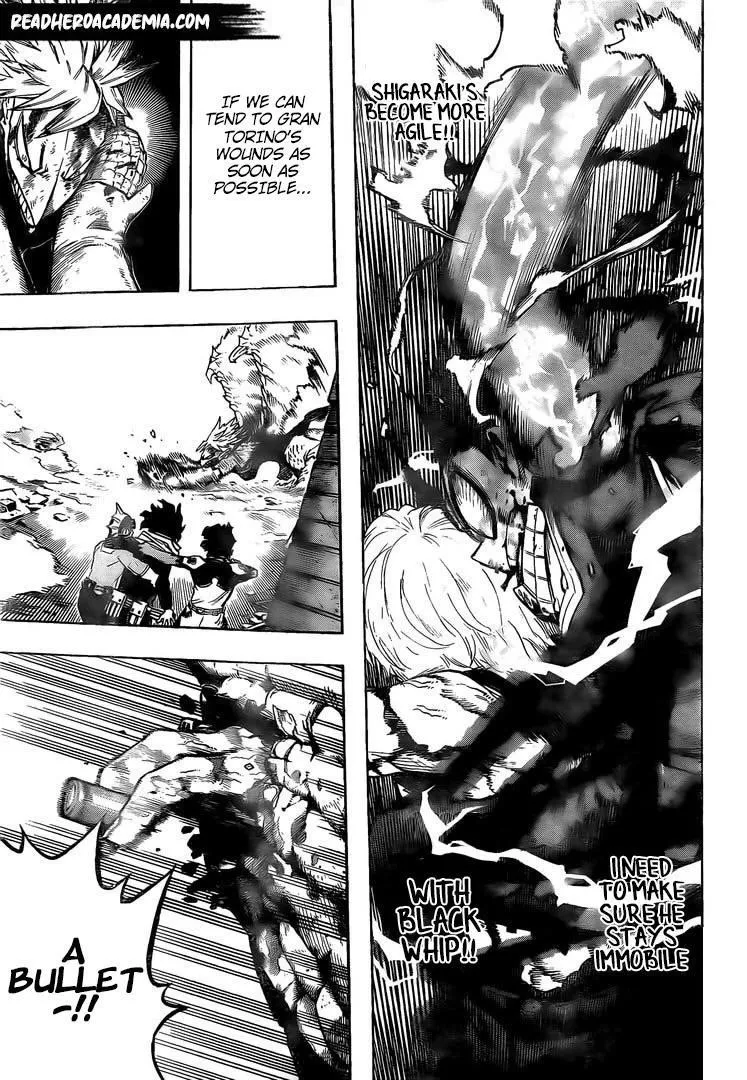 READHEROACADEMIA.COM
SHIGARAKI'S
BECOME MORE
AGILE!!
I NEED
TO MAKE
SURE HE
STAYS
IMMOBILE
WITH
BLACK
WHIP!!
IF WE CAN
TEND TO GRAN
TORINO'S
WOUNDS AS
SOON AS
POSSIBLE...
A
BULLET
-!!